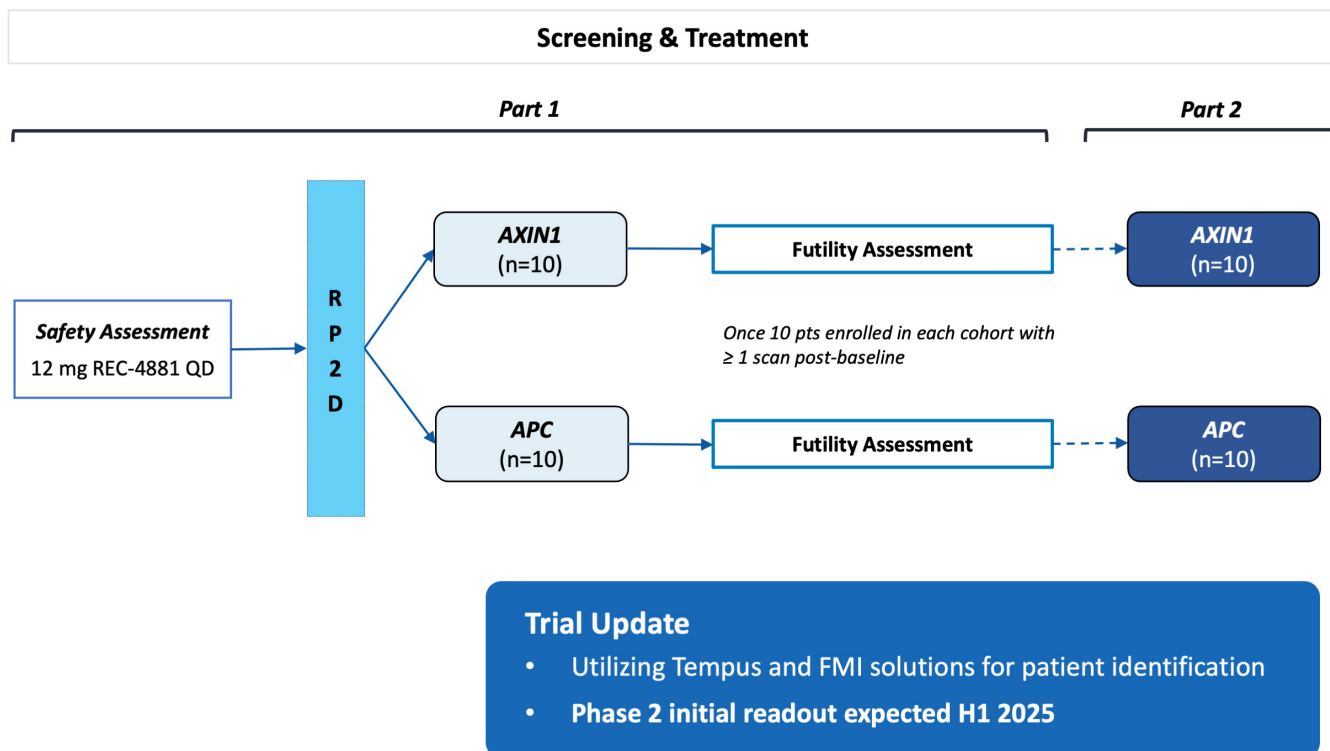 Screening & Treatment
Part 1
Part 2
Safety Assessment
12 mg REC-4881 QD
R
P
2
D
AXIN1
(n=10)
Futility Assessment
AXIN1
(n=10)
Once 10 pts enrolled in each cohort with
≥ 1 scan post-baseline
APC
(n=10)
Futility Assessment
APC
(n=10)
Trial Update
• Utilizing Tempus and FMI solutions for patient identification
• Phase 2 initial readout expected H1 2025